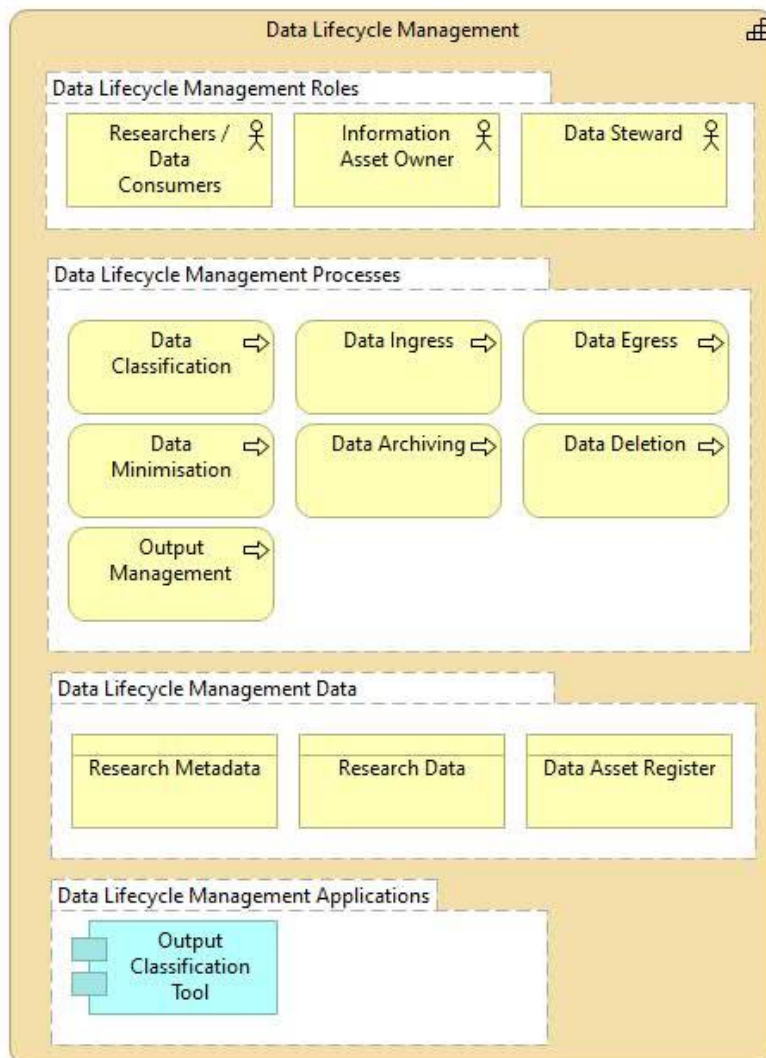 Data Lifecycle Management
Data Lifecycle Management Roles
Researchers /
Data
Consumers
Information
Asset Owner
Data Steward
Data Lifecycle Management Processes
Data
Classification
Data Ingress
Data Egress
Data
Minimisation
Data Archiving
Data Deletion
Output
Management
Data Lifecycle Management Data
Research Metadata
Research Data
Data Asset Register
Data Lifecycle Management Applications
Output
Classification
Tool